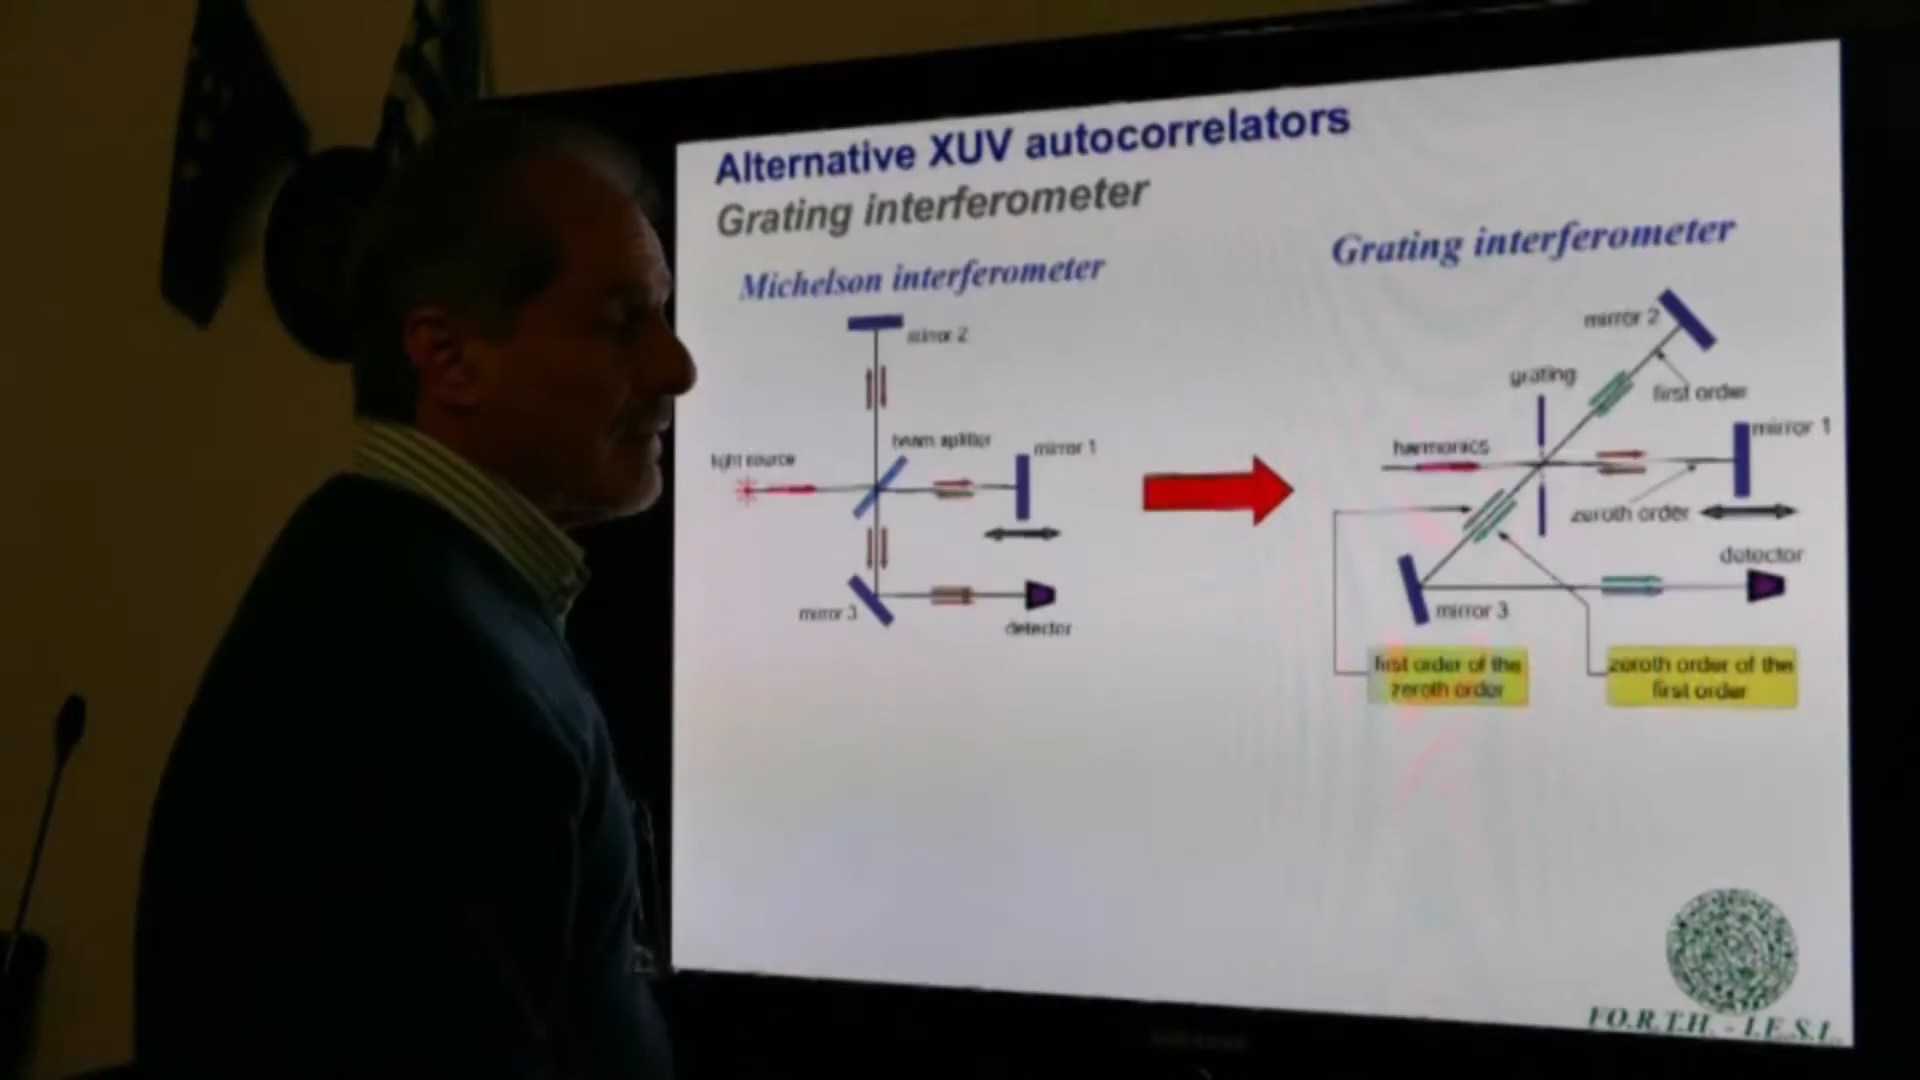 Alternative XUV autocorrelators
Grating interferometer
Michelson interferometer
mirror 2
beam splitter
mirror 1
light source
mirror 3
detector
Grating interferometer
mirror 2
grating
first order
mirror 1
harmonics
zeroth order
detector
mirror 3
first order of the
zeroth order
zeroth order of the
first order
FO.R.T.H. - I.E.S.L.